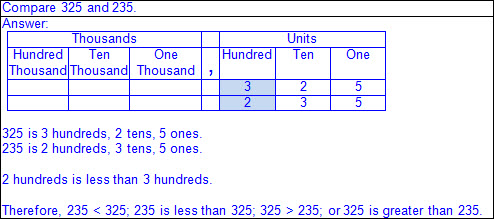 Compare 325 and 235.
Answer:
Thousands Units
Hundred Ten One Hundred Ten One
Thousand Thousand Thousand ,
3 2 5
2 3 5
325 is 3 hundreds, 2 tens, 5 ones.
235 is 2 hundreds, 3 tens, 5 ones.
2 hundreds is less than 3 hundreds.
Therefore, 235 < 325; 235 is less than 325; 325 > 235; or 325 is greater than 235.